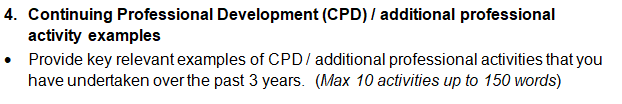 4. Continuing Professional Development (CPD) / additional professional
activity examples
• Provide key relevant examples of CPD / additional professional activities that you
have undertaken over the past 3 years. (Max 10 activities up to 150 words)